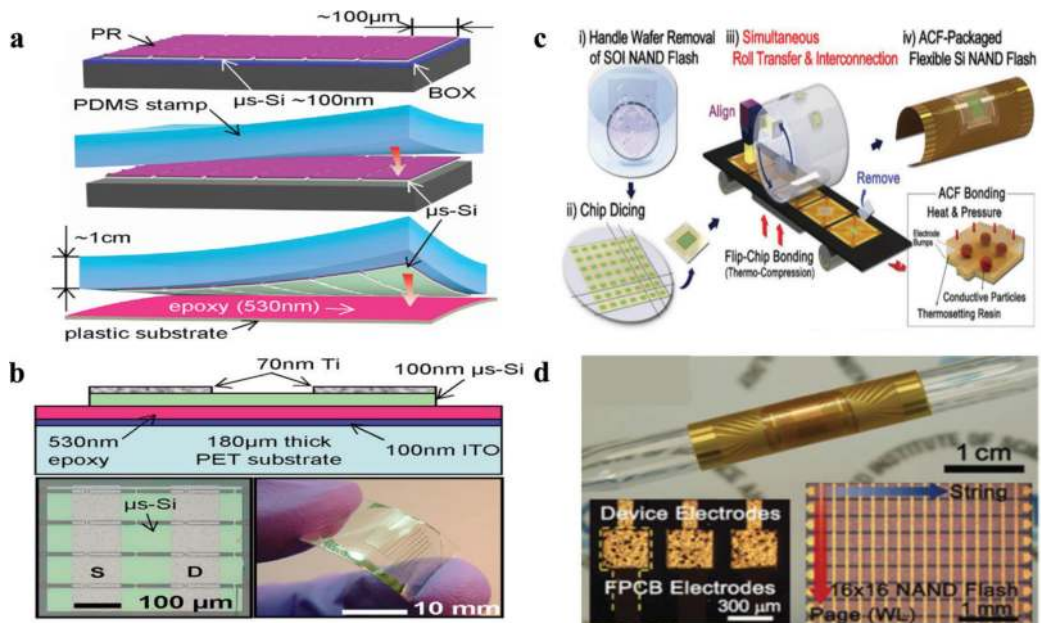 a
~100µm
PR
µs-Si ~100nm
BOX
PDMS stamp
µs-Si
~1cm
epoxy (530nm)
plastic substrate
b
70nm Ti
100nm µs-Si
530nm
epoxy
180µm thick
PET substrate
100nm ITO
µs-Si
S
D
100 µm
10 mm
c
i) Handle Wafer Removal
of SOI NAND Flash
ii) Chip Dicing
iii) Simultaneous
Roll Transfer & Interconnection
Align
Remove
Flip-Chip Bonding
(Thermo-Compression)
iv) ACF-Packaged
Flexible Si NAND Flash
ACF Bonding
Heat & Pressure
Electrode
Bumps
Conductive Particles
Thermosetting Resin
d
INSTITUTE OF
1 cm
Device Electrodes
FPCB Electrodes
300 µm
String
16x16 NAND Flash
Page (WL)
1 mm